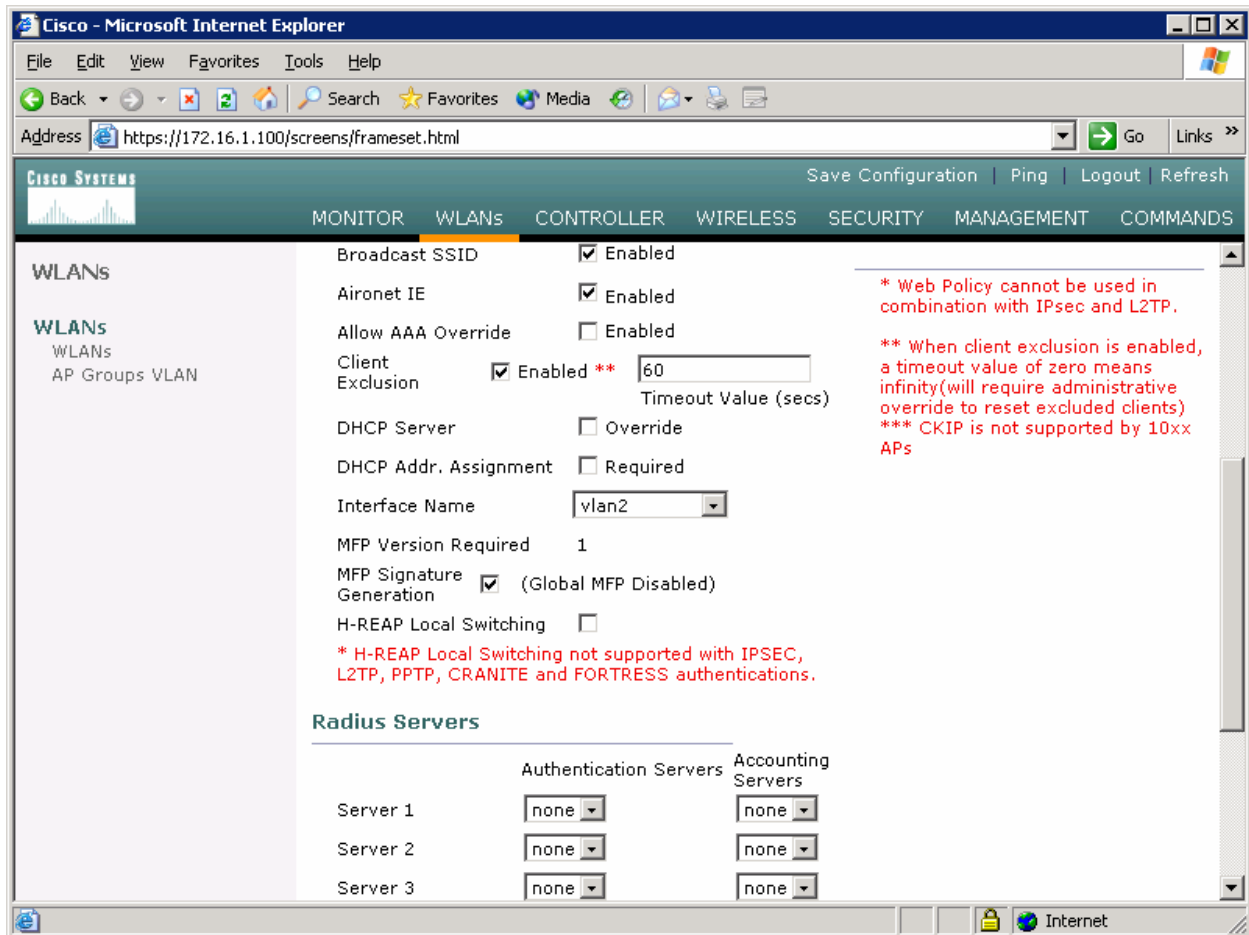 Cisco - Microsoft Internet Explorer
File Edit View Favorites Tools Help
Back Search Favorites Media
Address https://172.16.1.100/screens/frameset.html Go Links »
CISCO SYSTEMS
Save Configuration | Ping | Logout | Refresh
MONITOR WLANs CONTROLLER WIRELESS SECURITY MANAGEMENT COMMANDS
WLANs
WLANs
WLANs
AP Groups VLAN
Broadcast SSID Enabled
Aironet IE Enabled
Allow AAA Override Enabled
Client
Exclusion Enabled ** 60
Timeout Value (secs)
DHCP Server Override
DHCP Addr. Assignment Required
Interface Name vlan2
MFP Version Required 1
MFP Signature
Generation (Global MFP Disabled)
H-REAP Local Switching
* H-REAP Local Switching not supported with IPSEC,
L2TP, PPTP, CRANITE and FORTRESS authentications.
* Web Policy cannot be used in
combination with IPsec and L2TP.
** When client exclusion is enabled,
a timeout value of zero means
infinity(will require administrative
override to reset excluded clients)
*** CKIP is not supported by 10xx
APs
Radius Servers
Authentication Servers Accounting
Servers
Server 1 none none
Server 2 none none
Server 3 none none
Internet